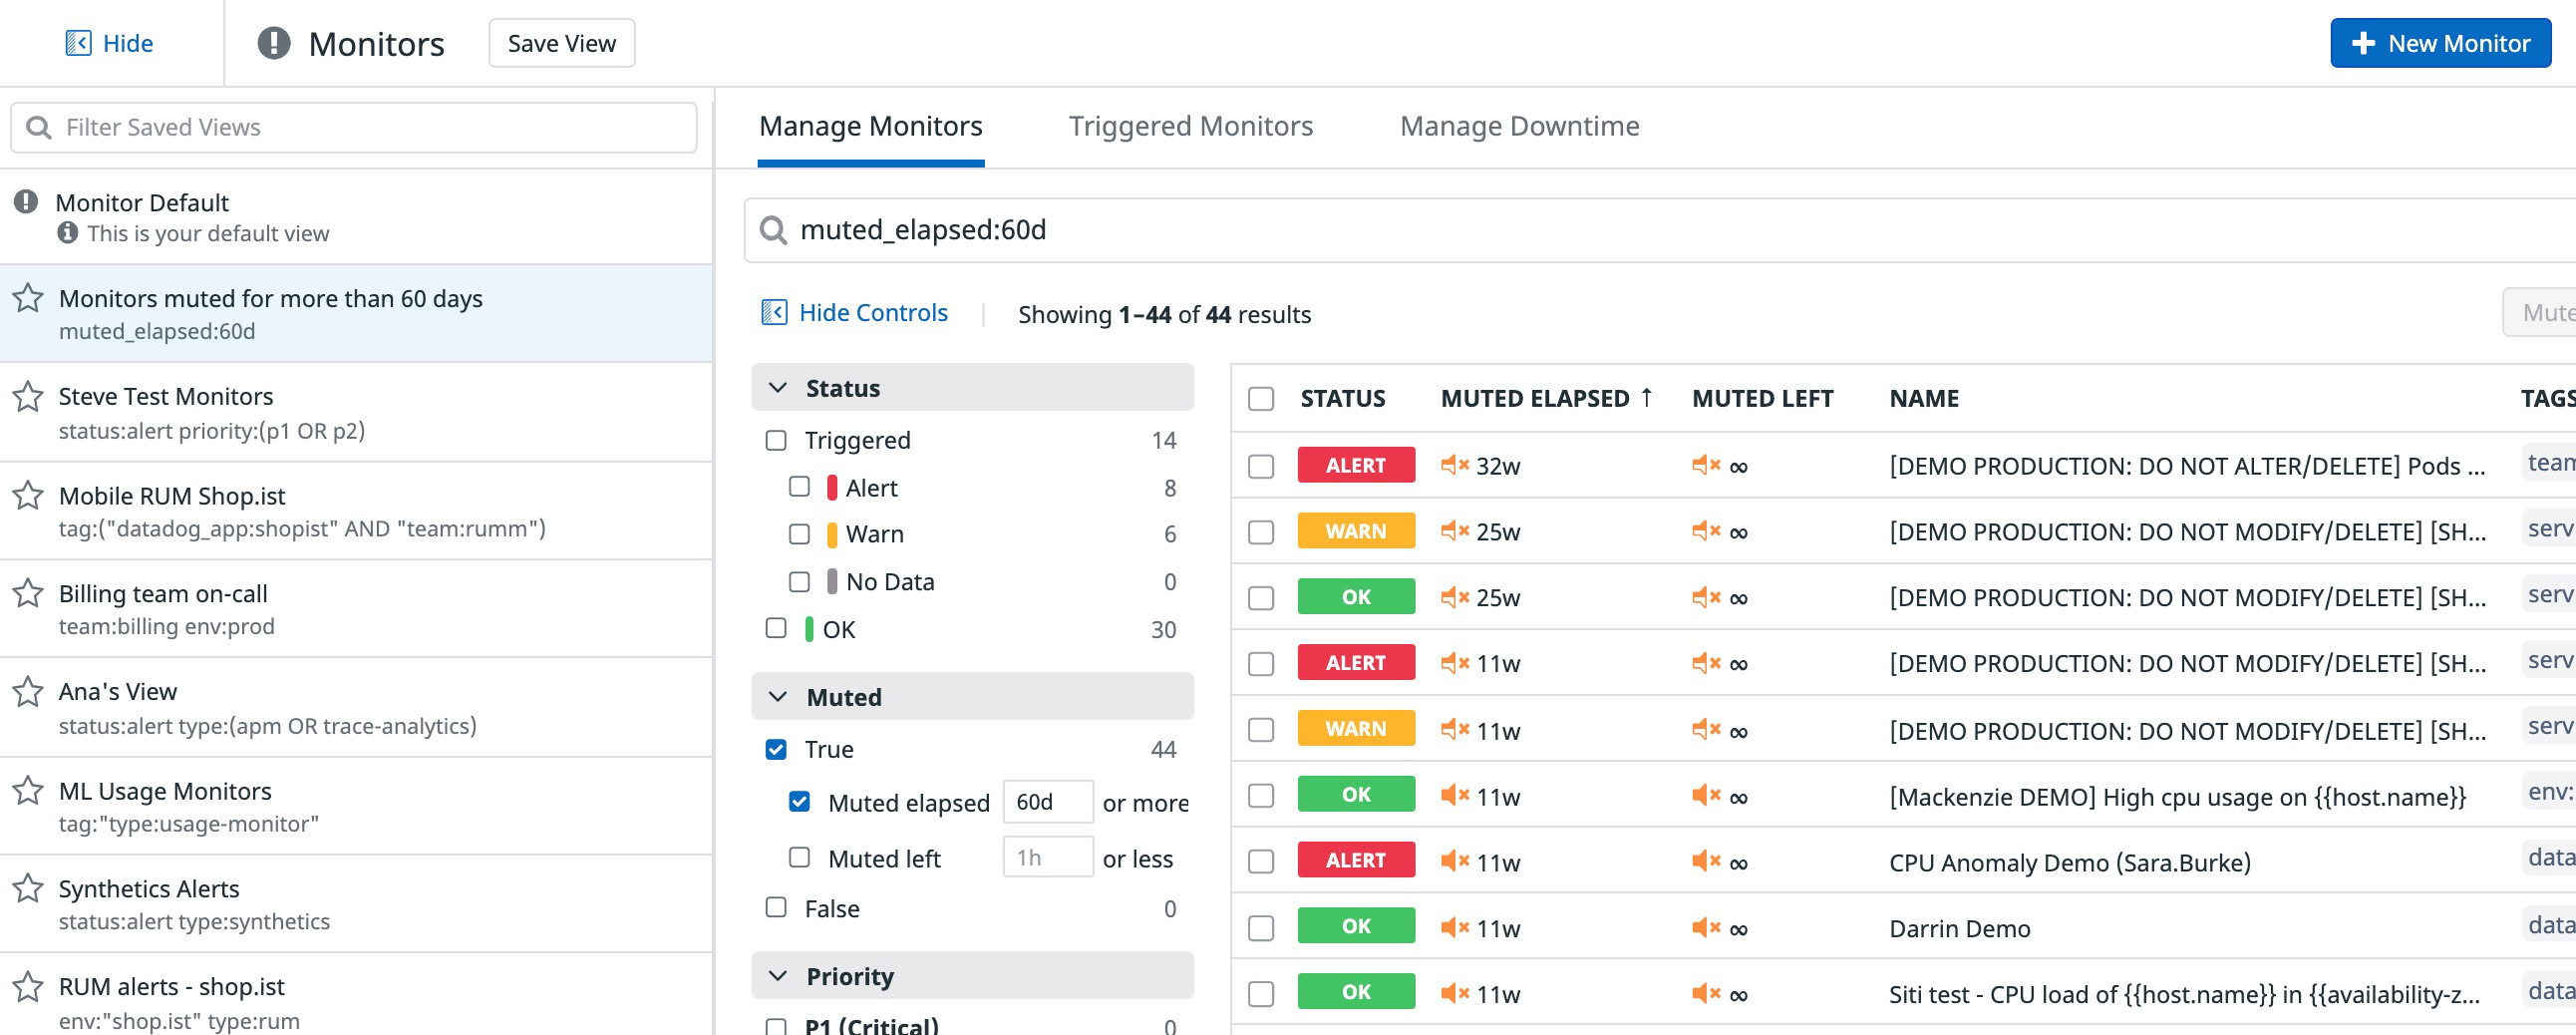 Hide
Monitors
Save View
New Monitor
Filter Saved Views
Monitor Default
This is your default view
Monitors muted for more than 60 days
muted_elapsed:60d
Steve Test Monitors
status:alert priority:(p1 OR p2)
Mobile RUM Shop.ist
tag:("datadog_app:shopist" AND "team:rumm")
Billing team on-call
team:billing env:prod
Ana's View
status:alert type:(apm OR trace-analytics)
ML Usage Monitors
tag:"type:usage-monitor"
Synthetics Alerts
status:alert type:synthetics
RUM alerts - shop.ist
env:"shop.ist" type:rum
Manage Monitors Triggered Monitors Manage Downtime
muted_elapsed:60d
Hide Controls Showing 1–44 of 44 results Mute
Status
Triggered 14
Alert 8
Warn 6
No Data 0
OK 30
Muted
True 44
Muted elapsed 60d or more
Muted left 1h or less
False 0
Priority
P1 (Critical) 0
STATUS MUTED ELAPSED ↑ MUTED LEFT NAME TAGS
ALERT 32w ∞ [DEMO PRODUCTION: DO NOT ALTER/DELETE] Pods ... team
WARN 25w ∞ [DEMO PRODUCTION: DO NOT MODIFY/DELETE] [SH... serv
OK 25w ∞ [DEMO PRODUCTION: DO NOT MODIFY/DELETE] [SH... serv
ALERT 11w ∞ [DEMO PRODUCTION: DO NOT MODIFY/DELETE] [SH... serv
WARN 11w ∞ [DEMO PRODUCTION: DO NOT MODIFY/DELETE] [SH... serv
OK 11w ∞ [Mackenzie DEMO] High cpu usage on {{host.name}} env:
ALERT 11w ∞ CPU Anomaly Demo (Sara.Burke) data
OK 11w ∞ Darrin Demo data
OK 11w ∞ Siti test - CPU load of {{host.name}} in {{availability-z... data